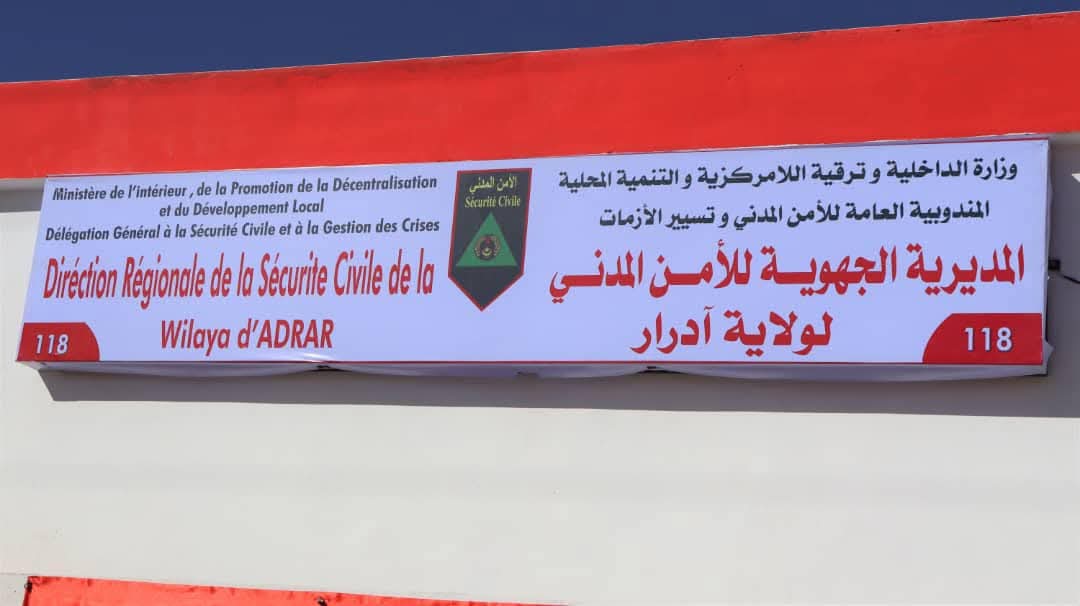 Ministère de l'intérieur, de la Promotion de la Décentralisation
et du Développement Local
Délégation Général à la Sécurité Civile et à la Gestion des Crises
Diréction Régionale de la Sécurite Civile de la
Wilaya d'ADRAR
118
الأمن المدني
Sécurité Civile
وزارة الداخلية و ترقية اللامركزية و التنمية المحلية
المندوبية العامة للأمن المدني و تسيير الأزمات
المديرية الجهوية للأمن المدني
لولاية آدرار
118